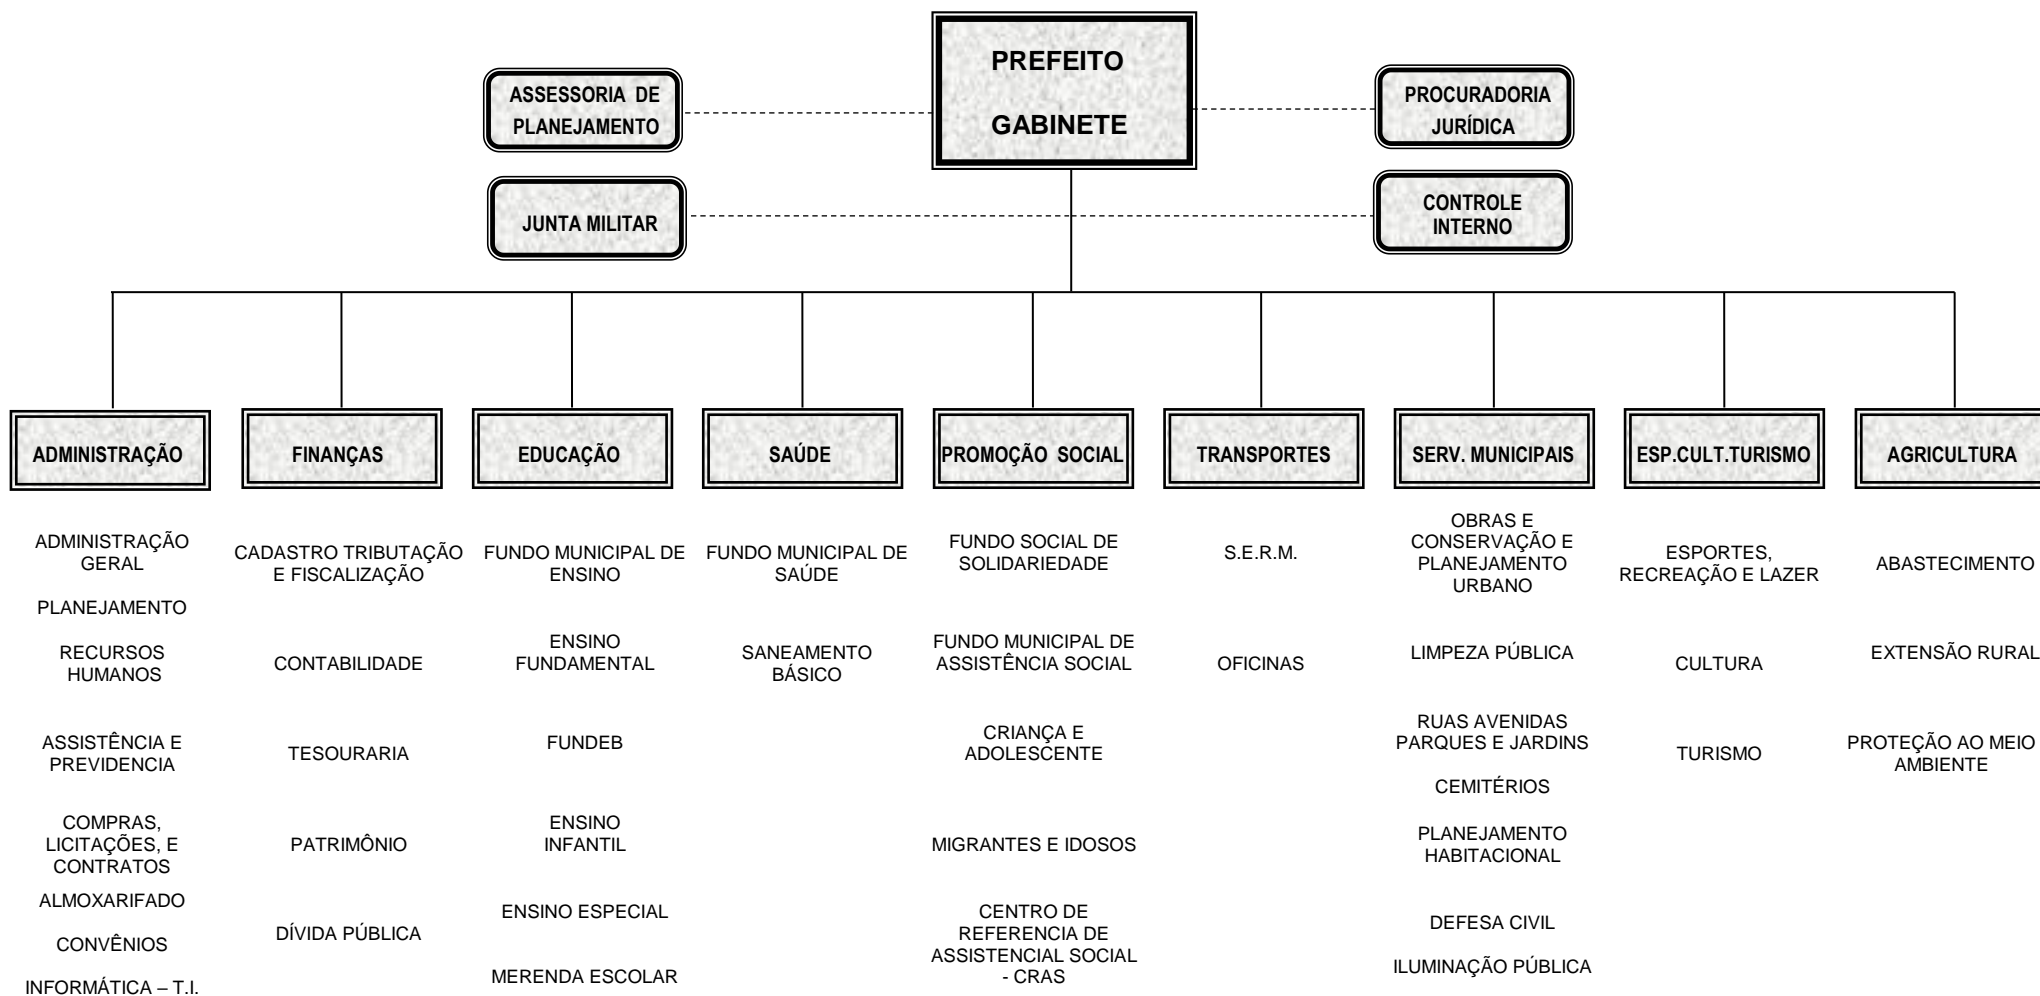 PREFEITO
GABINETE
ASSESSORIA DE
PLANEJAMENTO
PROCURADORIA
JURÍDICA
JUNTA MILITAR
CONTROLE
INTERNO
ADMINISTRAÇÃO
FINANÇAS
EDUCAÇÃO
SAÚDE
PROMOÇÃO SOCIAL
TRANSPORTES
SERV. MUNICIPAIS
ESP.CULT.TURISMO
AGRICULTURA
ADMINISTRAÇÃO
GERAL
PLANEJAMENTO
RECURSOS
HUMANOS
ASSISTÊNCIA E
PREVIDENCIA
COMPRAS,
LICITAÇÕES, E
CONTRATOS
ALMOXARIFADO
CONVÊNIOS
INFORMÁTICA – T.I.
CADASTRO TRIBUTAÇÃO
E FISCALIZAÇÃO
CONTABILIDADE
TESOURARIA
PATRIMÔNIO
DÍVIDA PÚBLICA
FUNDO MUNICIPAL DE
ENSINO
ENSINO
FUNDAMENTAL
FUNDEB
ENSINO
INFANTIL
ENSINO ESPECIAL
MERENDA ESCOLAR
FUNDO MUNICIPAL DE
SAÚDE
SANEAMENTO
BÁSICO
FUNDO SOCIAL DE
SOLIDARIEDADE
FUNDO MUNICIPAL DE
ASSISTÊNCIA SOCIAL
CRIANÇA E
ADOLESCENTE
MIGRANTES E IDOSOS
CENTRO DE
REFERENCIA DE
ASSISTENCIAL SOCIAL
- CRAS
S.E.R.M.
OFICINAS
OBRAS E
CONSERVAÇÃO E
PLANEJAMENTO
URBANO
LIMPEZA PÚBLICA
RUAS AVENIDAS
PARQUES E JARDINS
CEMITÉRIOS
PLANEJAMENTO
HABITACIONAL
DEFESA CIVIL
ILUMINAÇÃO PÚBLICA
ESPORTES,
RECREAÇÃO E LAZER
CULTURA
TURISMO
ABASTECIMENTO
EXTENSÃO RURAL
PROTEÇÃO AO MEIO
AMBIENTE